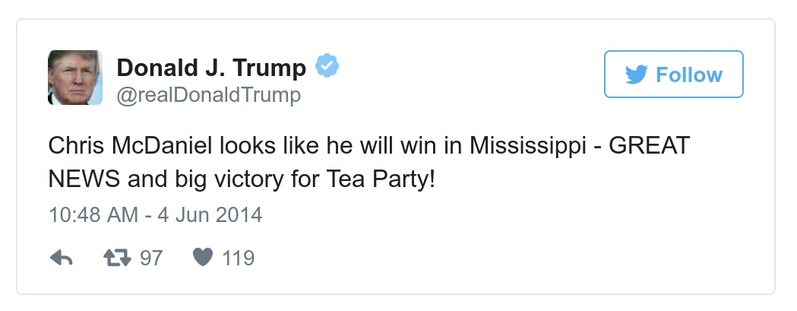 Donald J. Trump
@realDonaldTrump
Follow
Chris McDaniel looks like he will win in Mississippi - GREAT
NEWS and big victory for Tea Party!
10:48 AM - 4 Jun 2014
97 119